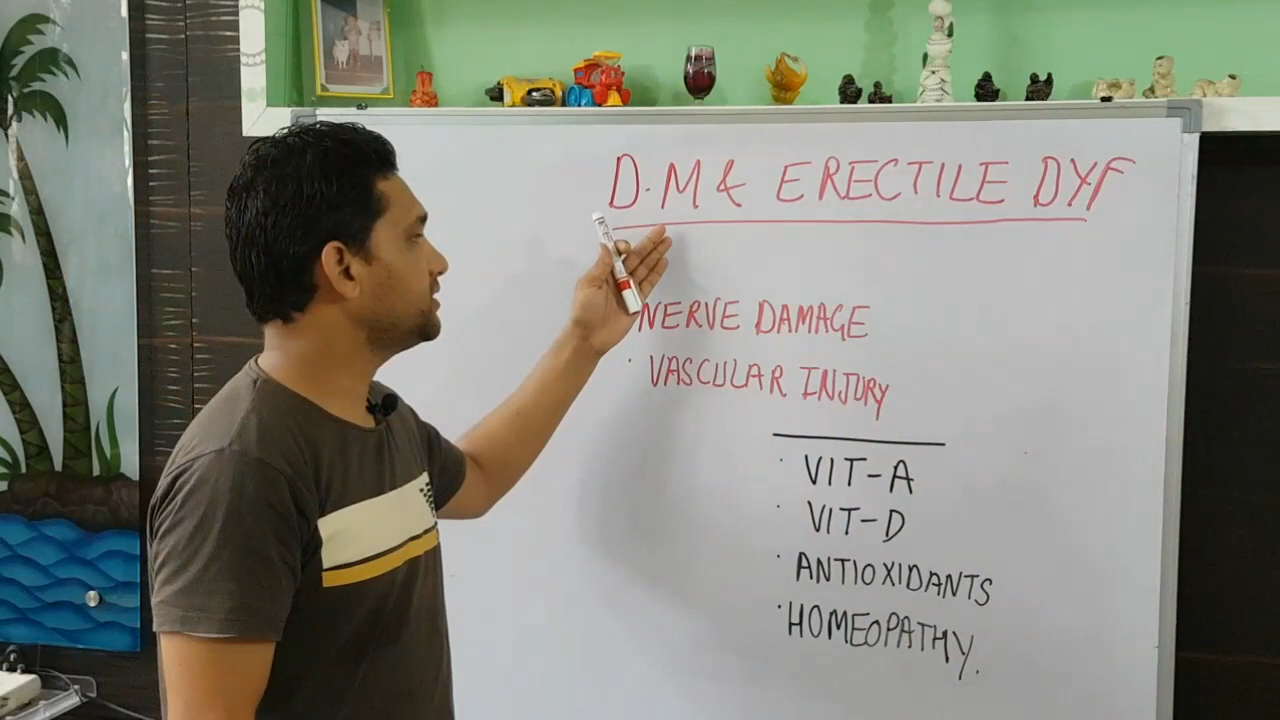 D.M & ERECTILE DYF
NERVE DAMAGE
· VASCULAR INJURY
· VIT-A
· VIT-D
· ANTIOXIDANTS
· HOMEOPATHY.